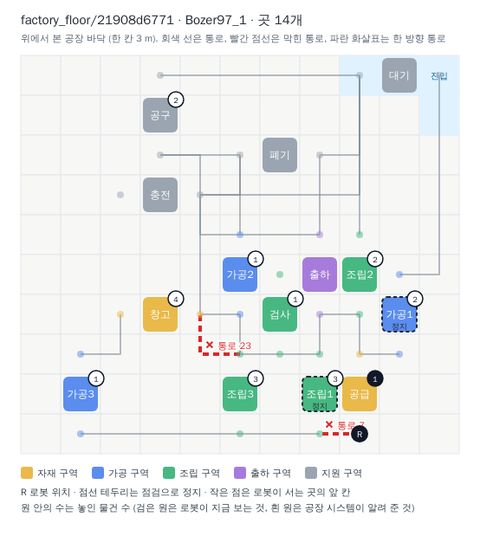 factory_floor/21908d6771 · Bozer97_1 · 곳 14개
위에서 본 공장 바닥 (한 칸 3 m). 회색 선은 통로, 빨간 점선은 막힌 통로, 파란 화살표는 한 방향 통로
대기
진입
공구 2
폐기
충전
가공2 1
출하
조립2 2
창고 4
검사 1
가공1 2
정지
✕ 통로 23
가공3 1
조립3 3
조립1 3
정지
공급 1
✕ 통로 7
R
자재 구역 가공 구역 조립 구역 출하 구역 지원 구역
R 로봇 위치 · 점선 테두리는 점검으로 정지 · 작은 점은 로봇이 서는 곳의 앞 칸
원 안의 수는 놓인 물건 수 (검은 원은 로봇이 지금 보는 것, 흰 원은 공장 시스템이 알려 준 것)